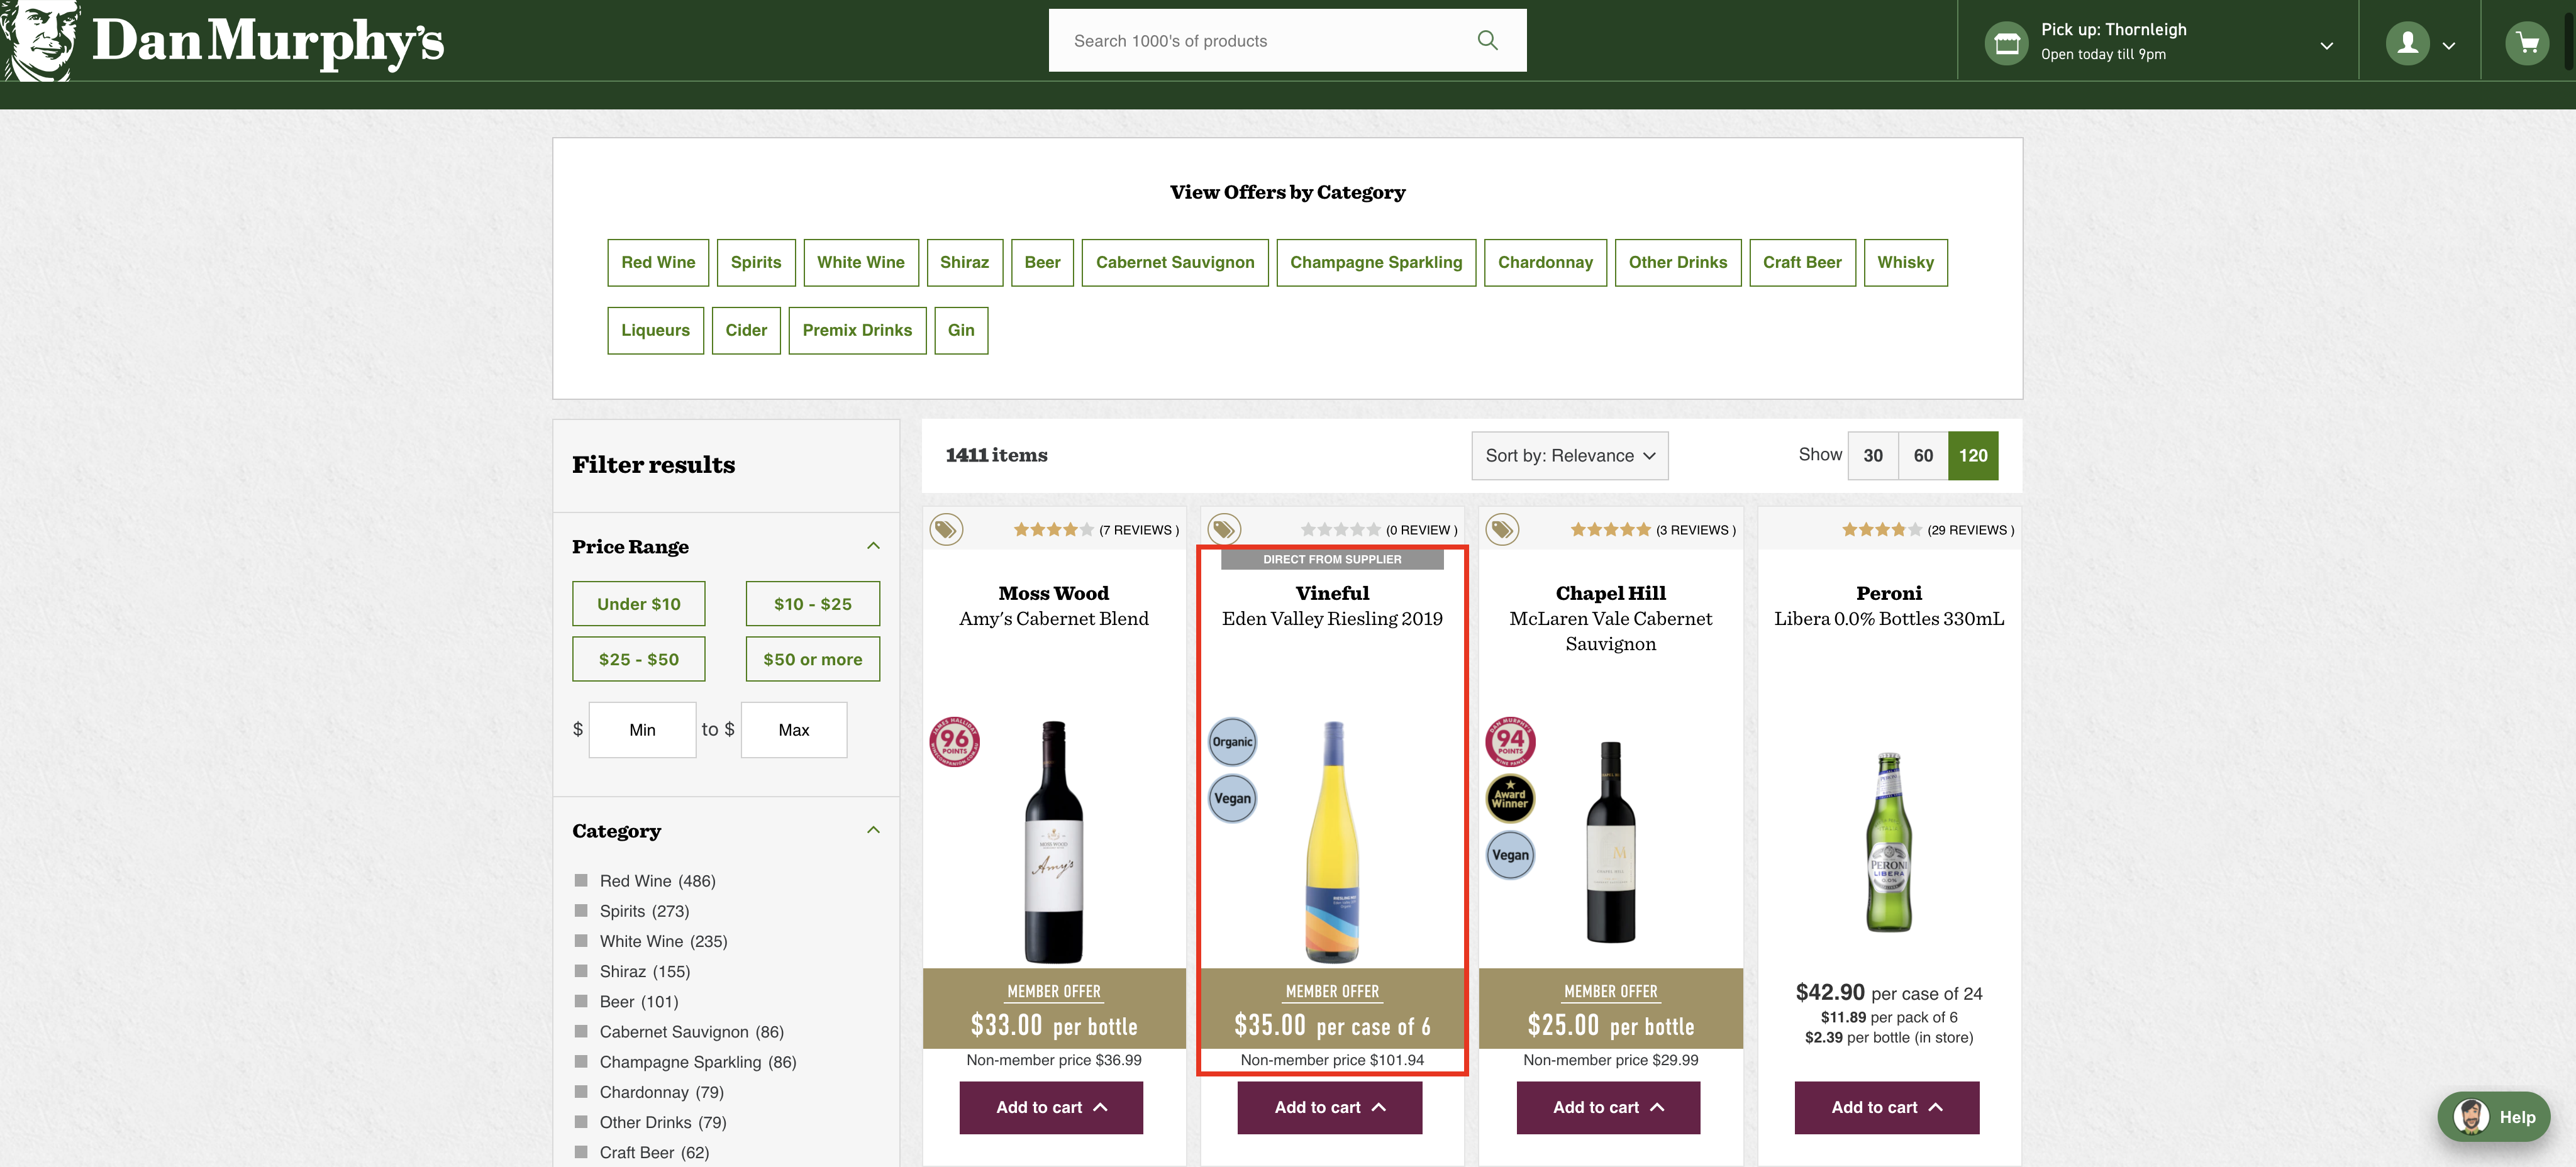 Dan Murphy's
Search 1000's of products
Pick up: Thornleigh
Open today till 9pm
View Offers by Category
Red Wine Spirits White Wine Shiraz Beer Cabernet Sauvignon Champagne Sparkling Chardonnay Other Drinks Craft Beer Whisky
Liqueurs Cider Premix Drinks Gin
Filter results
Price Range
Under $10 $10 - $25
$25 - $50 $50 or more
$ Min to $ Max
Category
Red Wine (486)
Spirits (273)
White Wine (235)
Shiraz (155)
Beer (101)
Cabernet Sauvignon (86)
Champagne Sparkling (86)
Chardonnay (79)
Other Drinks (79)
Craft Beer (62)
1411 items
Sort by: Relevance
Show 30 60 120
(7 REVIEWS )
Moss Wood
Amy's Cabernet Blend
96
POINTS
MOSS WOOD
Amy's
MEMBER OFFER
$33.00 per bottle
Non-member price $36.99
Add to cart
(0 REVIEW )
DIRECT FROM SUPPLIER
Vineful
Eden Valley Riesling 2019
Organic
Vegan
MEMBER OFFER
$35.00 per case of 6
Non-member price $101.94
Add to cart
(3 REVIEWS )
Chapel Hill
McLaren Vale Cabernet
Sauvignon
94
POINTS
Award
Winner
Vegan
M
MEMBER OFFER
$25.00 per bottle
Non-member price $29.99
Add to cart
(29 REVIEWS )
Peroni
Libera 0.0% Bottles 330mL
PERONI
LIBERA
0.0%
$42.90 per case of 24
$11.89 per pack of 6
$2.39 per bottle (in store)
Add to cart
Help